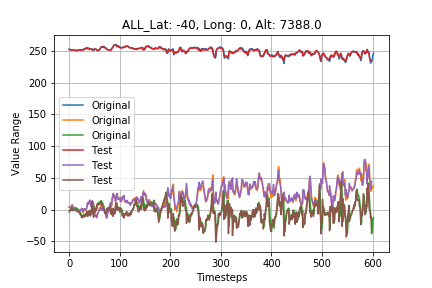 ALL_Lat: -40, Long: 0, Alt: 7388.0
250
200
150
100
50
0
−50
Value Range
Original
Original
Original
Test
Test
Test
0 100 200 300 400 500 600
Timesteps